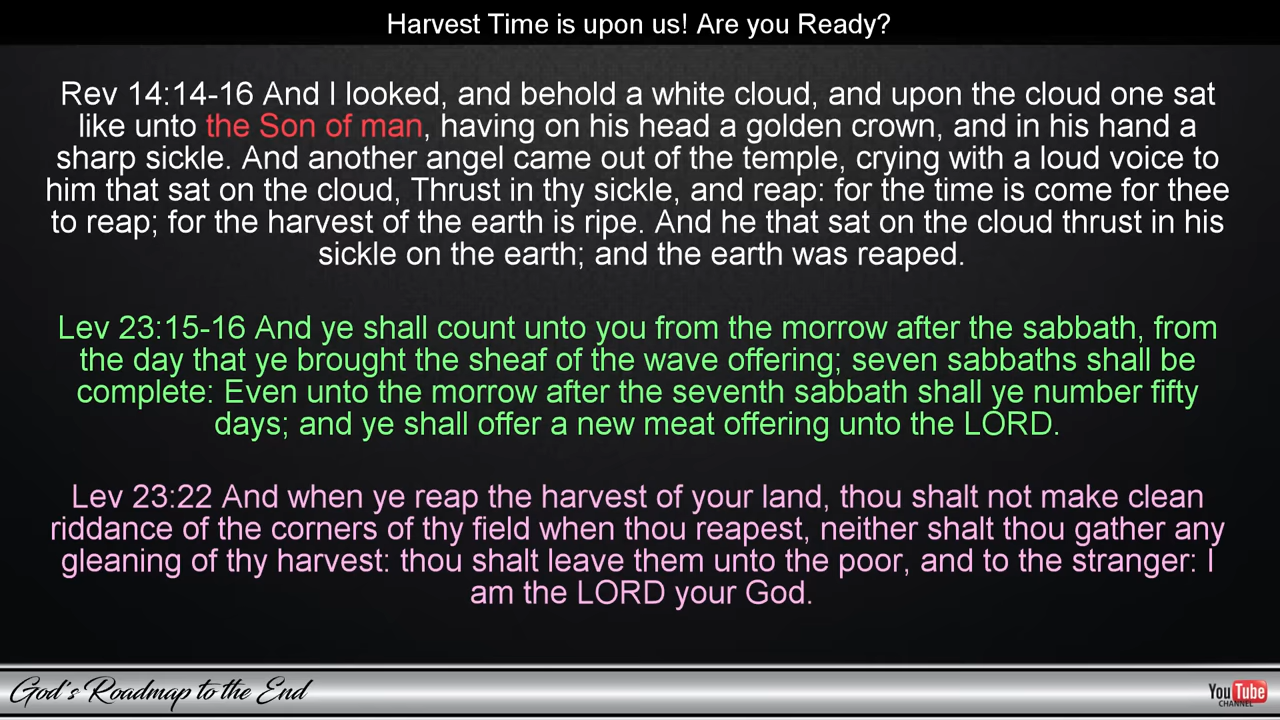 Harvest Time is upon us! Are you Ready?
Rev 14:14-16 And I looked, and behold a white cloud, and upon the cloud one sat
like unto the Son of man, having on his head a golden crown, and in his hand a
sharp sickle. And another angel came out of the temple, crying with a loud voice to
him that sat on the cloud, Thrust in thy sickle, and reap: for the time is come for thee
to reap; for the harvest of the earth is ripe. And he that sat on the cloud thrust in his
sickle on the earth; and the earth was reaped.
Lev 23:15-16 And ye shall count unto you from the morrow after the sabbath, from
the day that ye brought the sheaf of the wave offering; seven sabbaths shall be
complete: Even unto the morrow after the seventh sabbath shall ye number fifty
days; and ye shall offer a new meat offering unto the LORD.
Lev 23:22 And when ye reap the harvest of your land, thou shalt not make clean
riddance of the corners of thy field when thou reapest, neither shalt thou gather any
gleaning of thy harvest: thou shalt leave them unto the poor, and to the stranger: I
am the LORD your God.
God's Roadmap to the End
YouTube
CHANNEL